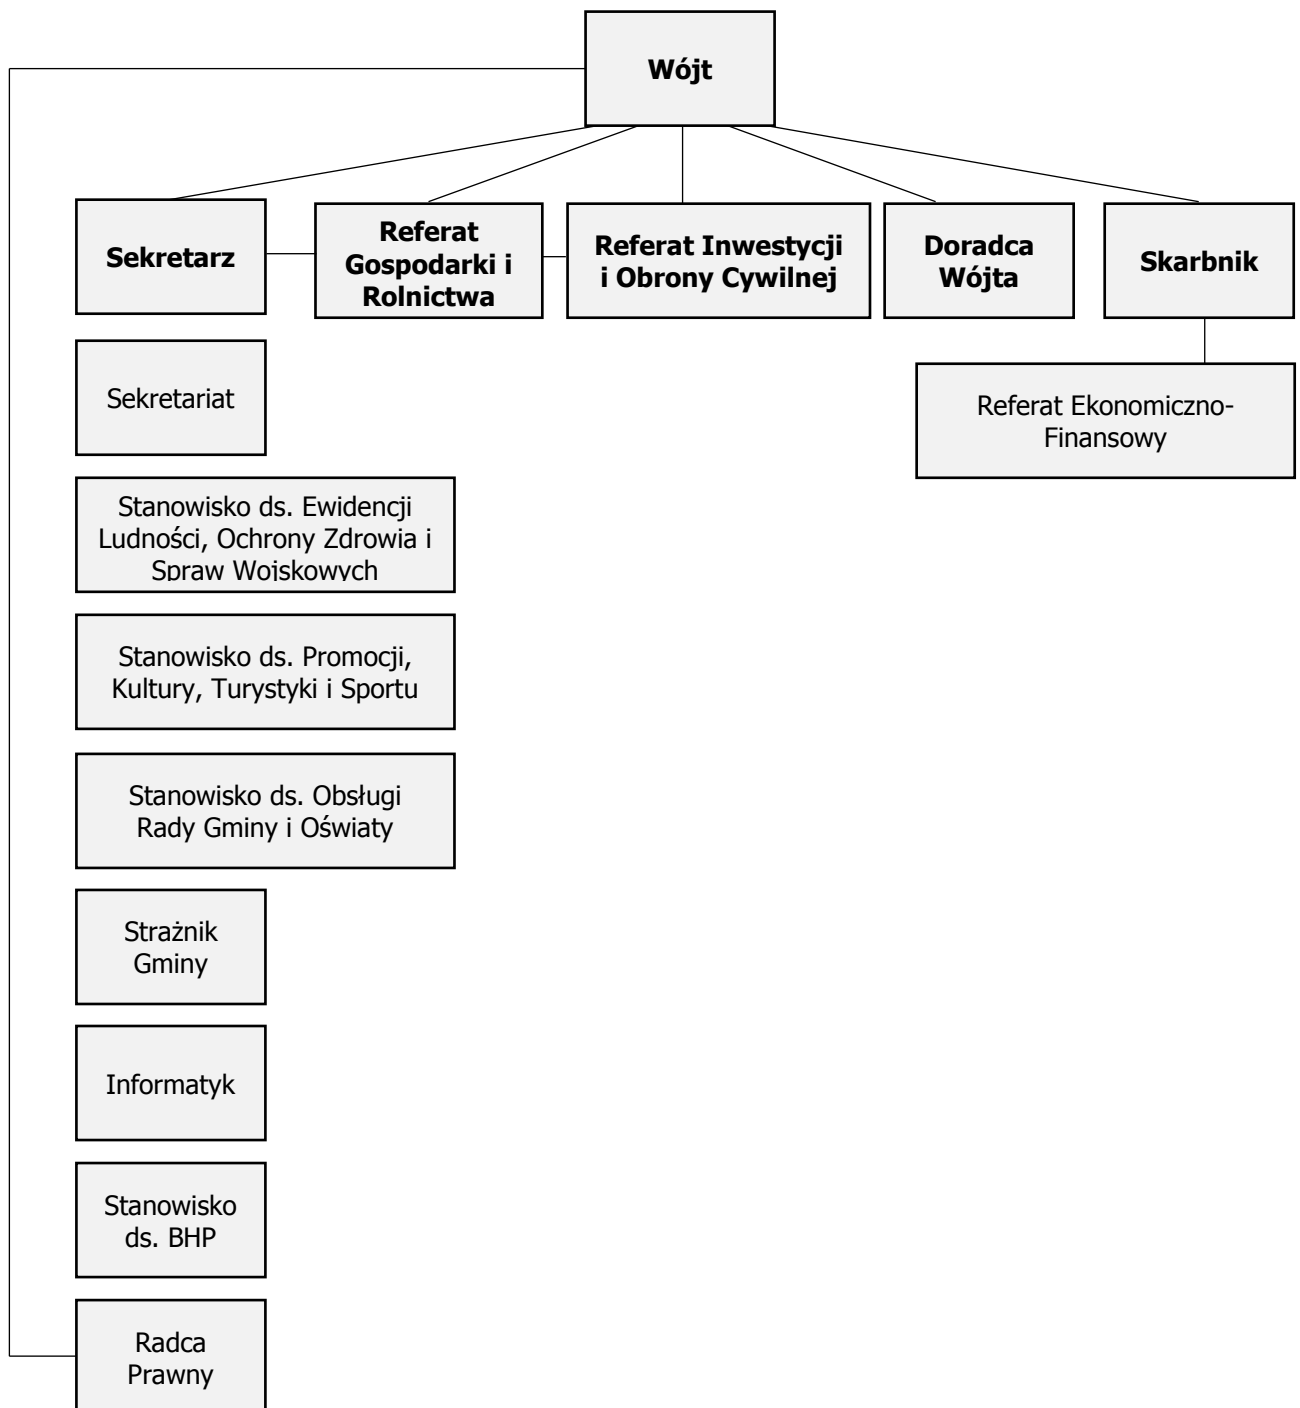 Wójt
Sekretarz
Referat
Gospodarki i
Rolnictwa
Referat Inwestycji
i Obrony Cywilnej
Doradca
Wójta
Skarbnik
Sekretariat
Referat Ekonomiczno-
Finansowy
Stanowisko ds. Ewidencji
Ludności, Ochrony Zdrowia i
Spraw Wojskowych
Stanowisko ds. Promocji,
Kultury, Turystyki i Sportu
Stanowisko ds. Obsługi
Rady Gminy i Oświaty
Strażnik
Gminy
Informatyk
Stanowisko
ds. BHP
Radca
Prawny